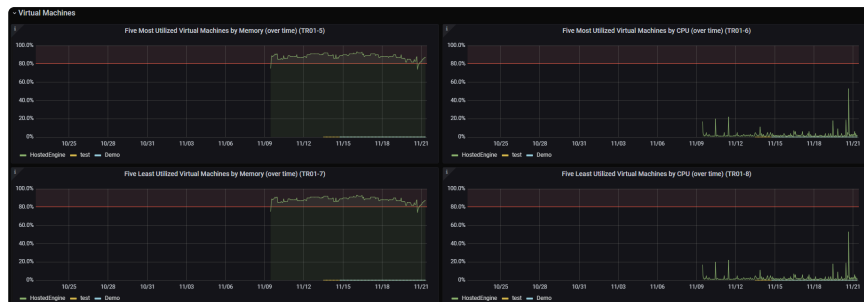 Virtual Machines
i
Five Most Utilized Virtual Machines by Memory (over time) (TR01-5)
100.0%
80.0%
60.0%
40.0%
20.0%
0%
10/25 10/28 10/31 11/03 11/06 11/09 11/12 11/15 11/18 11/21
HostedEngine test Demo
i
Five Most Utilized Virtual Machines by CPU (over time) (TR01-6)
100.0%
80.0%
60.0%
40.0%
20.0%
0%
10/25 10/28 10/31 11/03 11/06 11/09 11/12 11/15 11/18 11/21
HostedEngine test Demo
i
Five Least Utilized Virtual Machines by Memory (over time) (TR01-7)
100.0%
80.0%
60.0%
40.0%
20.0%
0%
10/25 10/28 10/31 11/03 11/06 11/09 11/12 11/15 11/18 11/21
HostedEngine test Demo
i
Five Least Utilized Virtual Machines by CPU (over time) (TR01-8)
100.0%
80.0%
60.0%
40.0%
20.0%
0%
10/25 10/28 10/31 11/03 11/06 11/09 11/12 11/15 11/18 11/21
HostedEngine test Demo